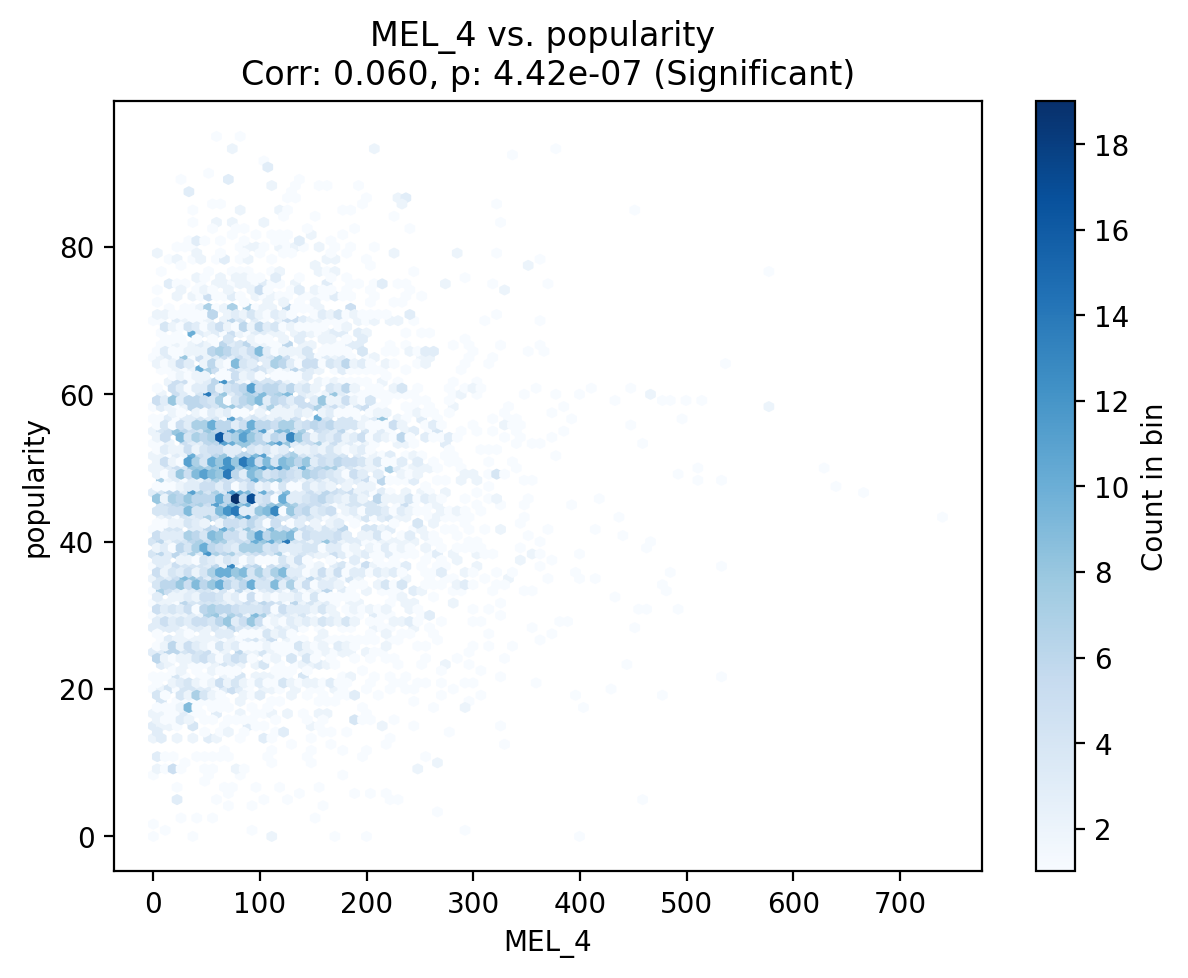 MEL_4 vs. popularity
Corr: 0.060, p: 4.42e-07 (Significant)
popularity
80
60
40
20
0
0 100 200 300 400 500 600 700
MEL_4
18
16
14
12
10
8
6
4
2
Count in bin